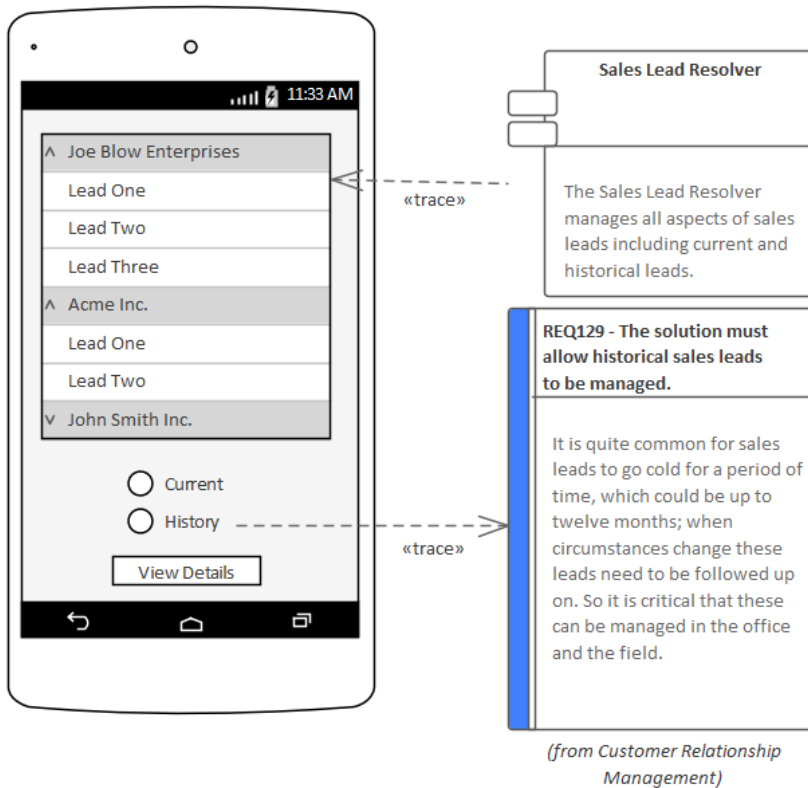 11:33 AM
Joe Blow Enterprises
Lead One
Lead Two
Lead Three
Acme Inc.
Lead One
Lead Two
John Smith Inc.
Current
History
View Details
«trace»
«trace»
Sales Lead Resolver
The Sales Lead Resolver
manages all aspects of sales
leads including current and
historical leads.
REQ129 - The solution must
allow historical sales leads
to be managed.
It is quite common for sales
leads to go cold for a period of
time, which could be up to
twelve months; when
circumstances change these
leads need to be followed up
on. So it is critical that these
can be managed in the office
and the field.
(from Customer Relationship
Management)